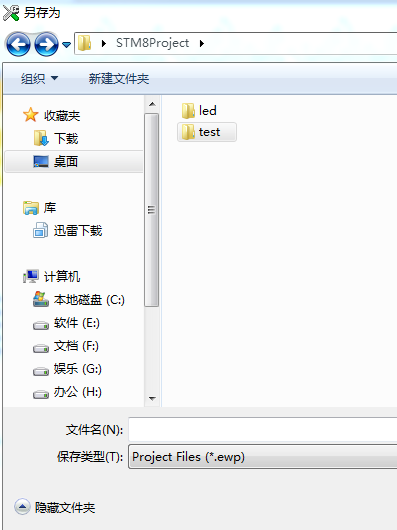 另存为
STM8Project
组织
新建文件夹
收藏夹
下载
桌面
库
迅雷下载
计算机
本地磁盘 (C:)
软件 (E:)
文档 (F:)
娱乐 (G:)
办公 (H:)
led
test
文件名(N):
保存类型(T): Project Files (*.ewp)
隐藏文件夹